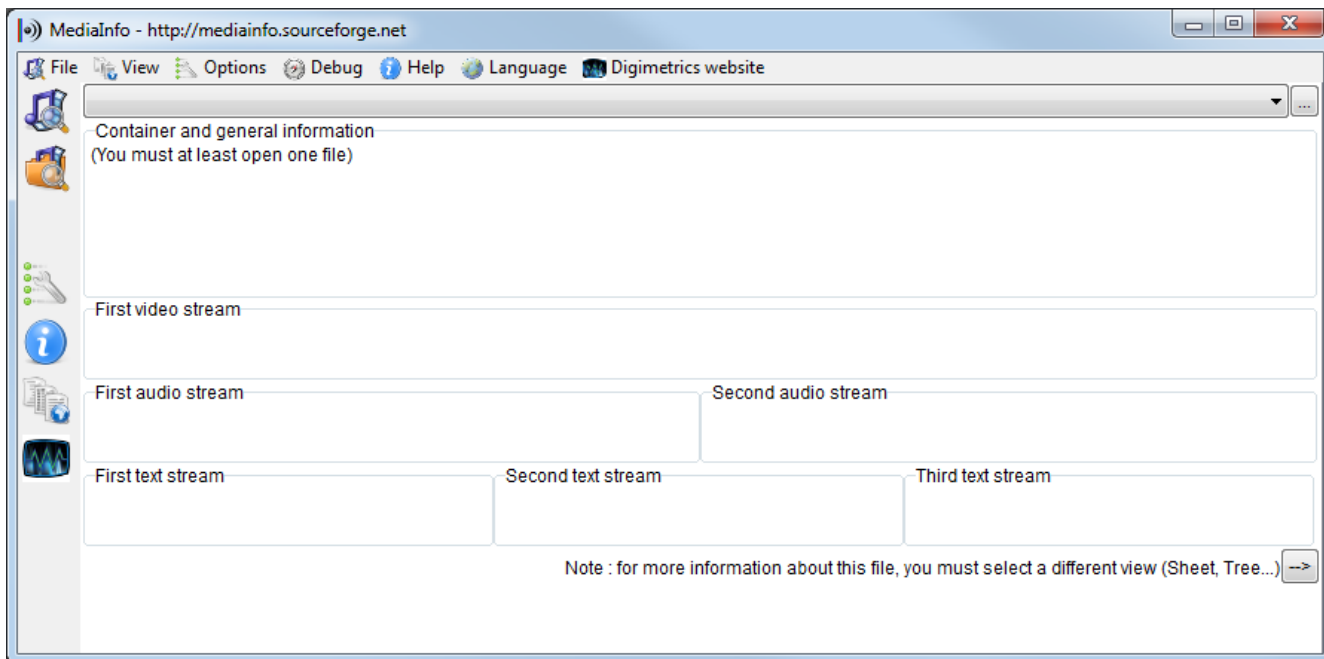 MediaInfo - http://mediainfo.sourceforge.net
File View Options Debug Help Language Digimetrics website
...
Container and general information
(You must at least open one file)
First video stream
First audio stream Second audio stream
First text stream Second text stream Third text stream
Note : for more information about this file, you must select a different view (Sheet, Tree...) -->